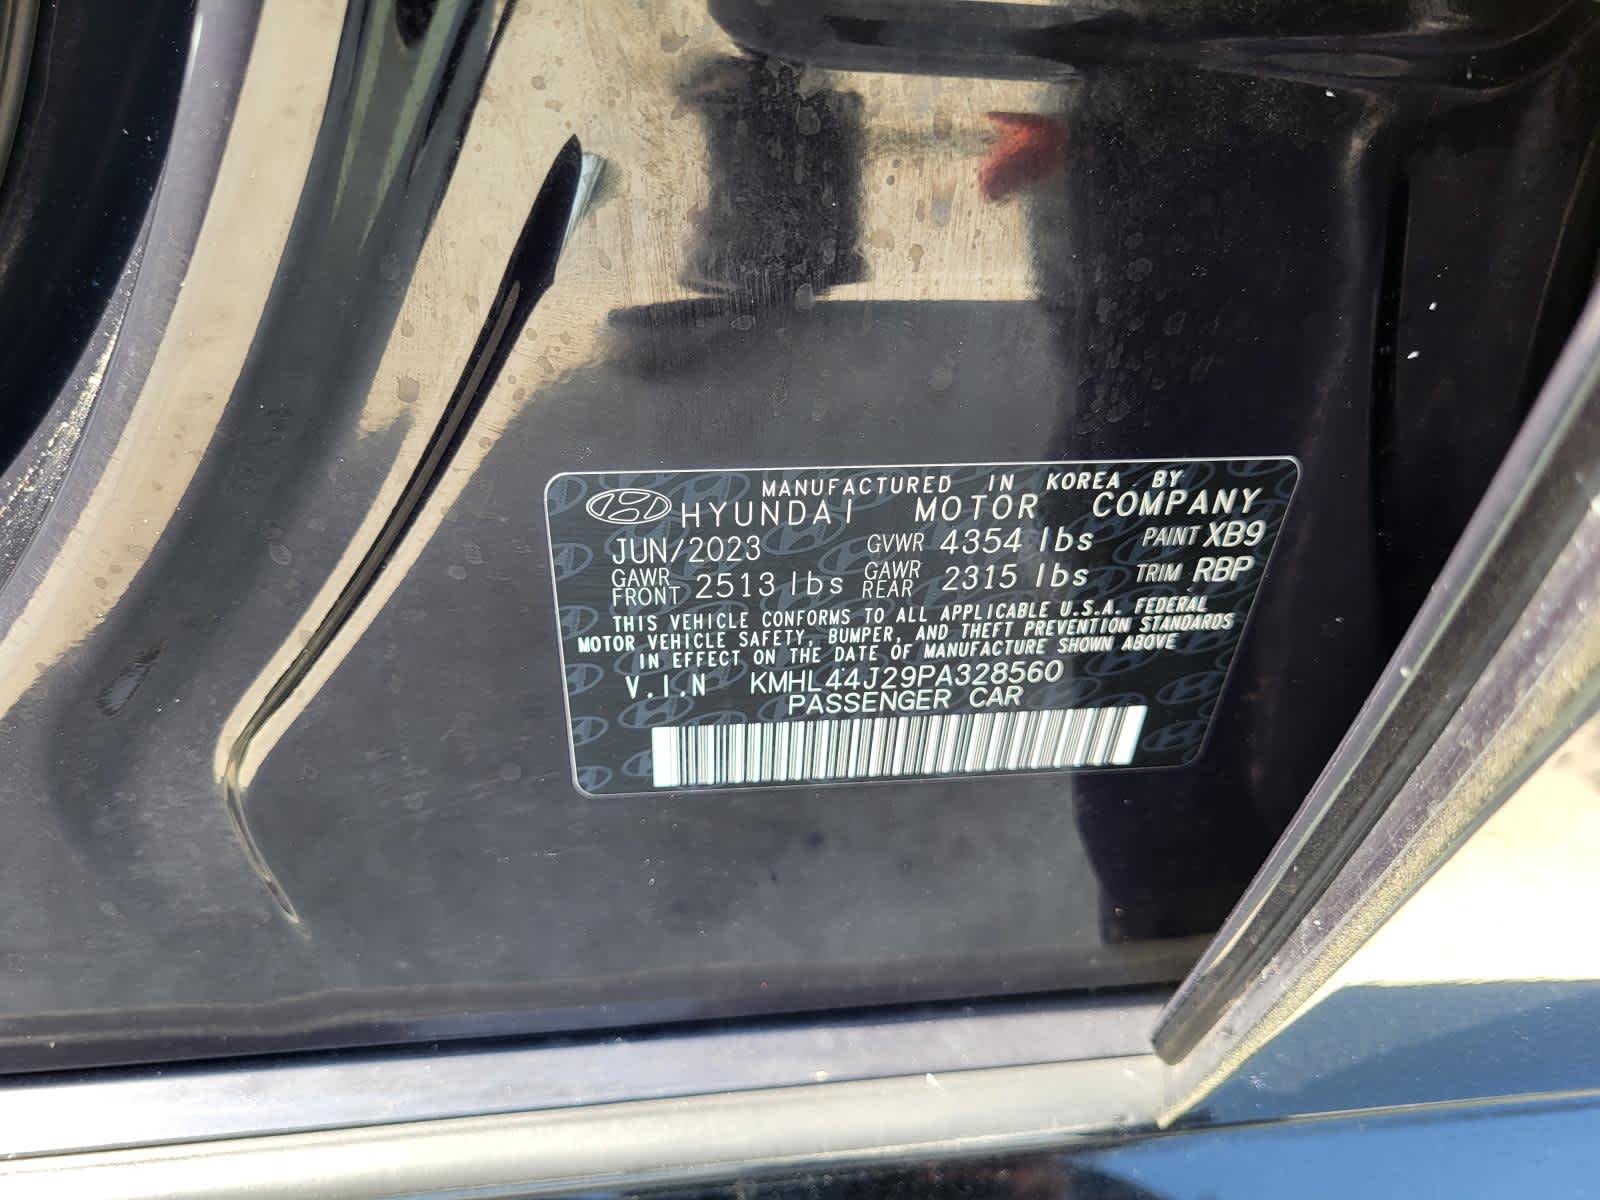 MANUFACTURED IN KOREA BY
HYUNDAI MOTOR COMPANY
JUN/2023 GVWR 4354 lbs PAINT XB9
GAWR FRONT 2513 lbs GAWR REAR 2315 lbs TRIM RBP
THIS VEHICLE CONFORMS TO ALL APPLICABLE U.S.A. FEDERAL
MOTOR VEHICLE SAFETY, BUMPER, AND THEFT PREVENTION STANDARDS
IN EFFECT ON THE DATE OF MANUFACTURE SHOWN ABOVE
V.I.N KMHL44J29PA328560
PASSENGER CAR